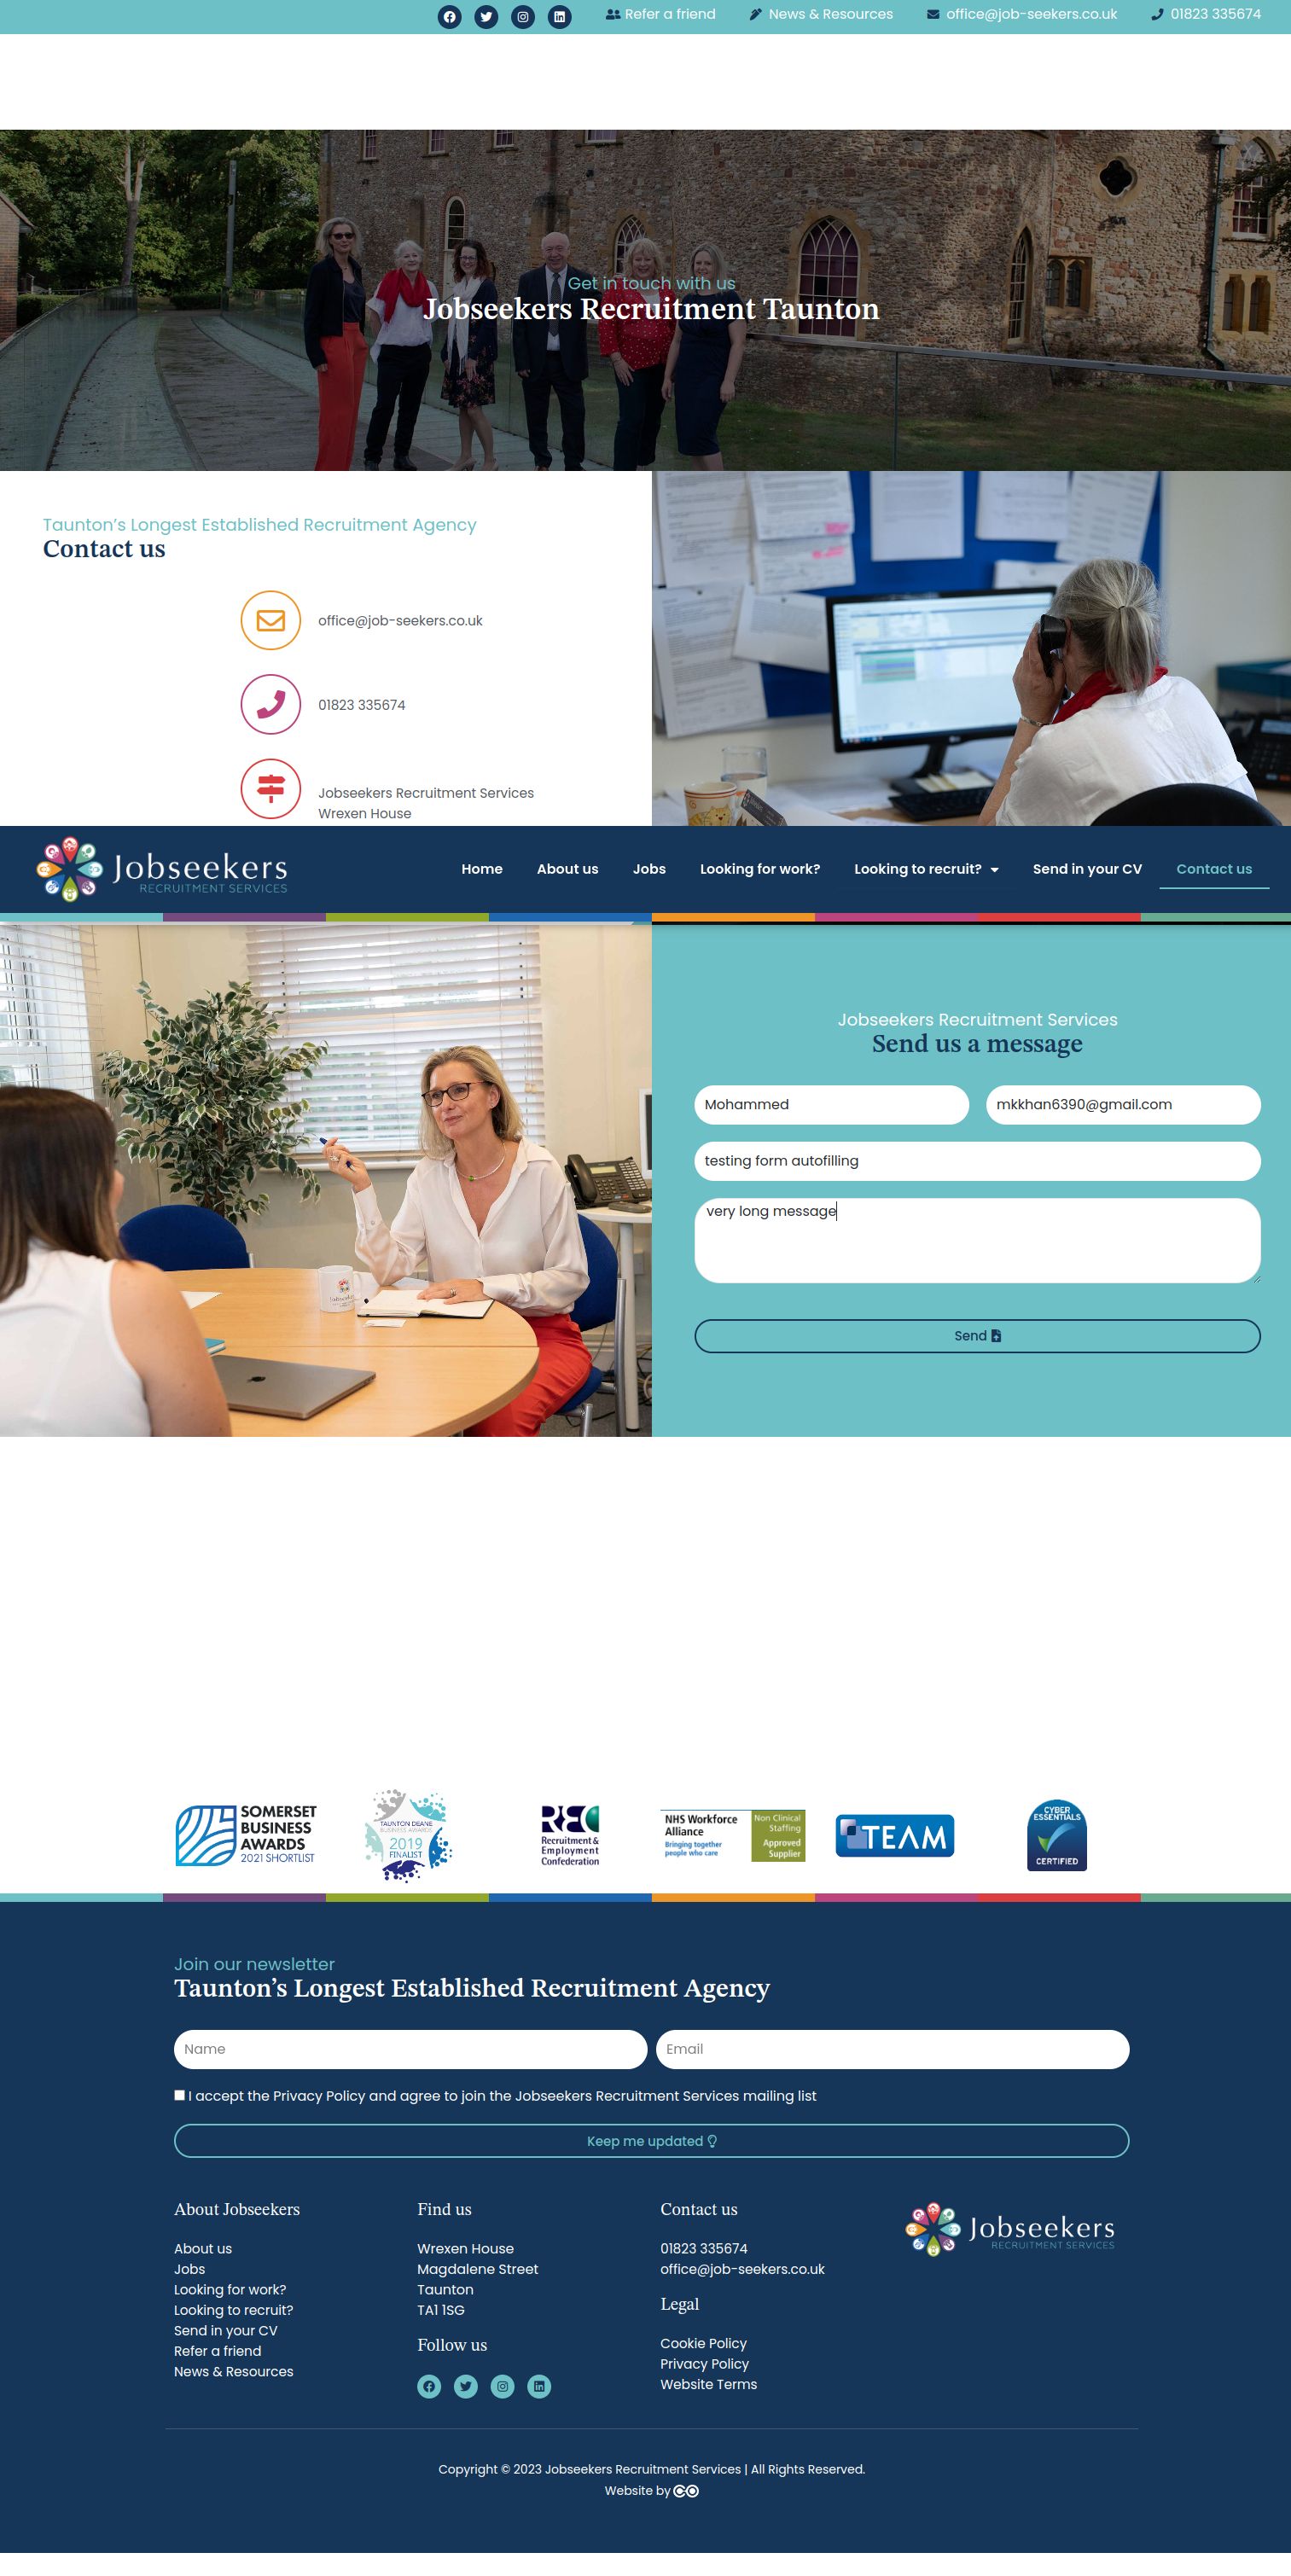 Refer a friend News & Resources office@job-seekers.co.uk 01823 335674
Get in touch with us
Jobseekers Recruitment Taunton
Taunton's Longest Established Recruitment Agency
Contact us
office@job-seekers.co.uk
01823 335674
Jobseekers Recruitment Services
Wrexen House
Jobseekers
RECRUITMENT SERVICES
Home About us Jobs Looking for work? Looking to recruit? Send in your CV Contact us
Jobseekers Recruitment Services
Send us a message
Mohammed mkkhan6390@gmail.com
testing form autofilling
very long message
Send
SOMERSET
BUSINESS
AWARDS
2021 SHORTLIST
TAUNTON DEANE
BUSINESS AWARDS
2019
FINALIST
REC
Recruitment &
Employment
Confederation
NHS Workforce
Alliance
Bringing together
people who care
Non Clinical
Staffing
Approved
Supplier
TEAM
CYBER
ESSENTIALS
CERTIFIED
Join our newsletter
Taunton's Longest Established Recruitment Agency
Name Email
I accept the Privacy Policy and agree to join the Jobseekers Recruitment Services mailing list
Keep me updated
About Jobseekers
About us
Jobs
Looking for work?
Looking to recruit?
Send in your CV
Refer a friend
News & Resources
Find us
Wrexen House
Magdalene Street
Taunton
TA1 1SG
Follow us
Contact us
01823 335674
office@job-seekers.co.uk
Legal
Cookie Policy
Privacy Policy
Website Terms
Jobseekers
RECRUITMENT SERVICES
Copyright © 2023 Jobseekers Recruitment Services | All Rights Reserved.
Website by